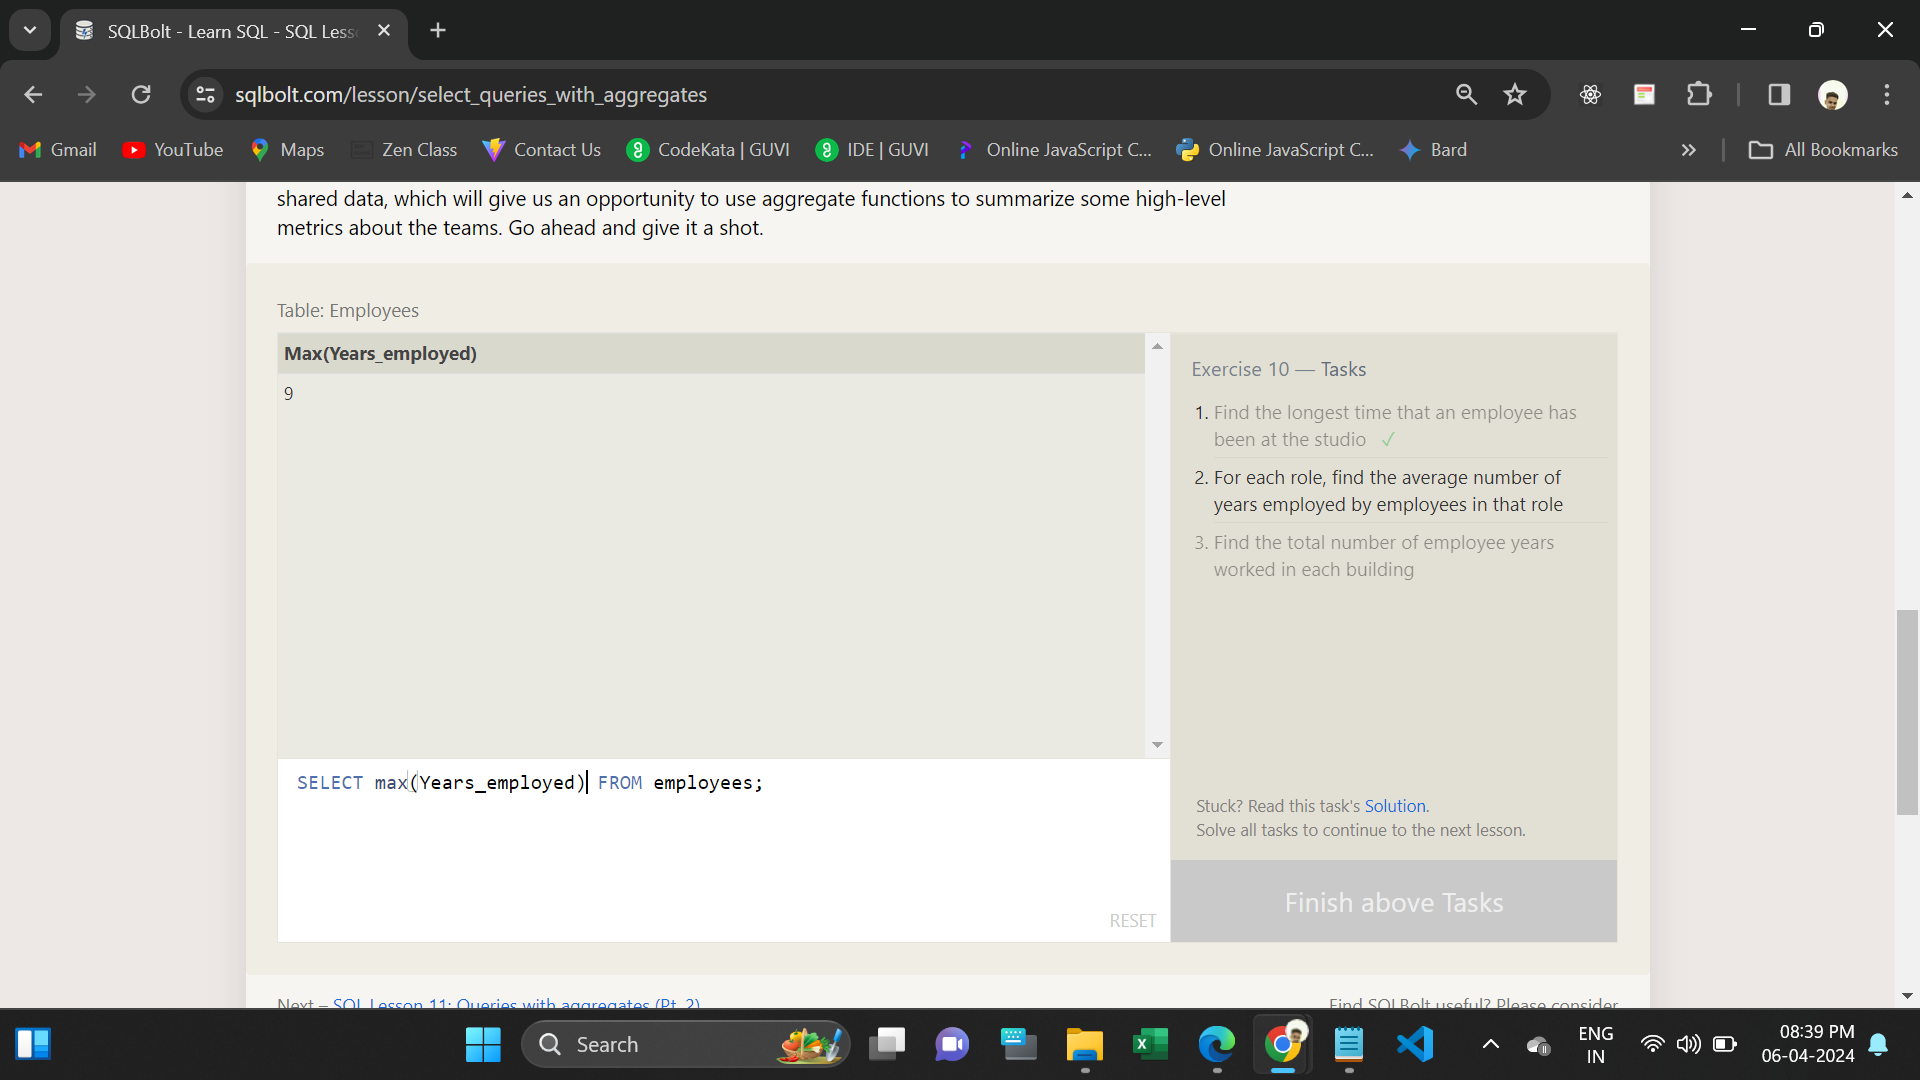 SQLBolt - Learn SQL - SQL Less
sqlbolt.com/lesson/select_queries_with_aggregates
Gmail YouTube Maps Zen Class Contact Us CodeKata | GUVI IDE | GUVI Online JavaScript C... Online JavaScript C... Bard All Bookmarks
shared data, which will give us an opportunity to use aggregate functions to summarize some high-level
metrics about the teams. Go ahead and give it a shot.
Table: Employees
Max(Years_employed)
9
SELECT max(Years_employed) FROM employees;
RESET
Exercise 10 — Tasks
1. Find the longest time that an employee has
been at the studio ✓
2. For each role, find the average number of
years employed by employees in that role
3. Find the total number of employee years
worked in each building
Stuck? Read this task's Solution.
Solve all tasks to continue to the next lesson.
Finish above Tasks
Next – SQL Lesson 11: Queries with aggregates (Pt. 2)
Find SQLBolt useful? Please consider
Search
ENG
IN
08:39 PM
06-04-2024